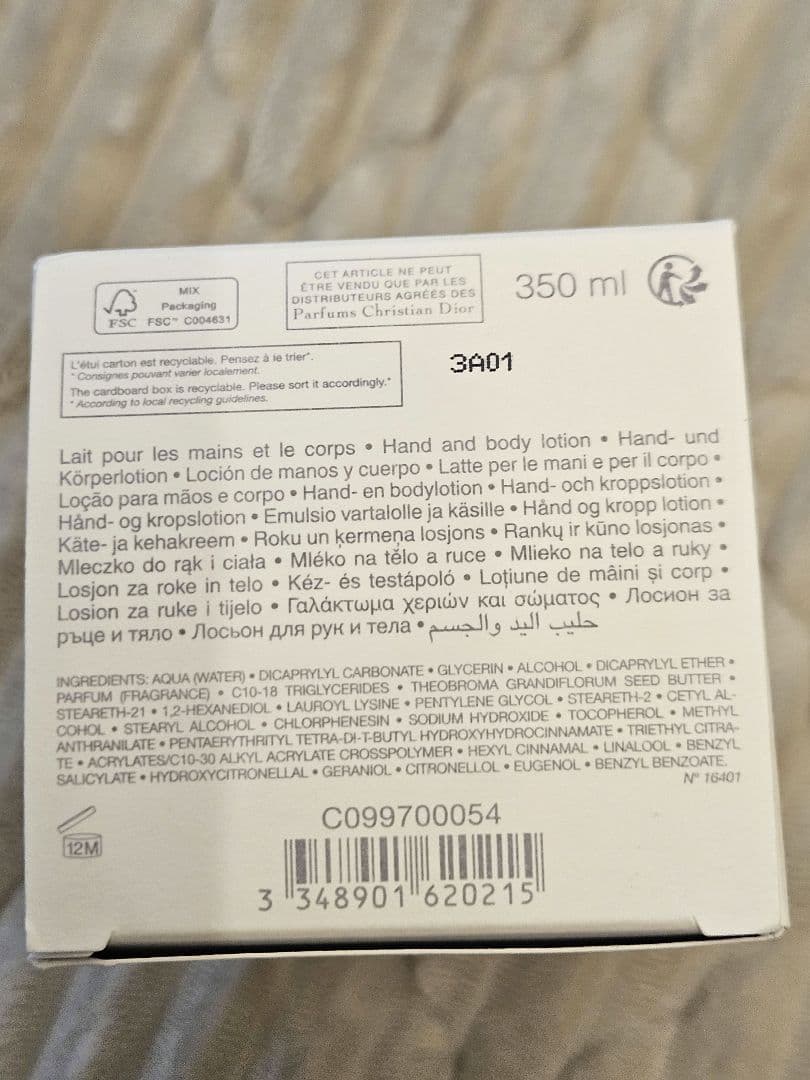 MIX
Packaging
FSC FSC™ C004631
CET ARTICLE NE PEUT
ÊTRE VENDU QUE PAR LES
DISTRIBUTEURS AGRÉÉS DES
Parfums Christian Dior
350 ml
L'étui carton est recyclable. Pensez à le trier*.
* Consignes pouvant varier localement.
The cardboard box is recyclable. Please sort it accordingly.*
* According to local recycling guidelines.
3A01
Lait pour les mains et le corps • Hand and body lotion • Hand- und
Körperlotion • Loción de manos y cuerpo • Latte per le mani e per il corpo •
Loção para mãos e corpo • Hand- en bodylotion • Hand- och kroppslotion •
Hånd- og kropslotion • Emulsio vartalolle ja käsille • Hånd og kropp lotion •
Käte- ja kehakreem • Roku un ķermeņa losjons • Rankų ir kūno losjonas •
Mleczko do rąk i ciała • Mléko na tělo a ruce • Mlieko na telo a ruky •
Losjon za roke in telo • Kéz- és testápoló • Loțiune de mâini și corp •
Losion za ruke i tijelo • Γαλάκτωμα χεριών και σώματος • Лосион за
ръце и тяло • Лосьон для рук и тела • حليب اليد والجسم
INGREDIENTS: AQUA (WATER) • DICAPRYLYL CARBONATE • GLYCERIN • ALCOHOL • DICAPRYLYL ETHER •
PARFUM (FRAGRANCE) • C10-18 TRIGLYCERIDES • THEOBROMA GRANDIFLORUM SEED BUTTER •
STEARETH-21 • 1,2-HEXANEDIOL • LAUROYL LYSINE • PENTYLENE GLYCOL • STEARETH-2 • CETYL AL-
COHOL • STEARYL ALCOHOL • CHLORPHENESIN • SODIUM HYDROXIDE • TOCOPHEROL • METHYL
ANTHRANILATE • PENTAERYTHRITYL TETRA-DI-T-BUTYL HYDROXYHYDROCINNAMATE • TRIETHYL CITRA-
TE • ACRYLATES/C10-30 ALKYL ACRYLATE CROSSPOLYMER • HEXYL CINNAMAL • LINALOOL • BENZYL
SALICYLATE • HYDROXYCITRONELLAL • GERANIOL • CITRONELLOL • EUGENOL • BENZYL BENZOATE.
N° 16401
12M
C099700054
3 348901 620215